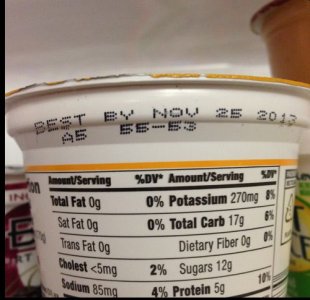 BEST BY NOV 25 2013
A5 55-53
Amount/Serving %DV* Amount/Serving %DV*
Total Fat 0g 0% Potassium 270mg 8%
Sat Fat 0g 0% Total Carb 17g 6%
Trans Fat 0g Dietary Fiber 0g 0%
Cholest <5mg 2% Sugars 12g
Sodium 85mg 4% Protein 5g 10%